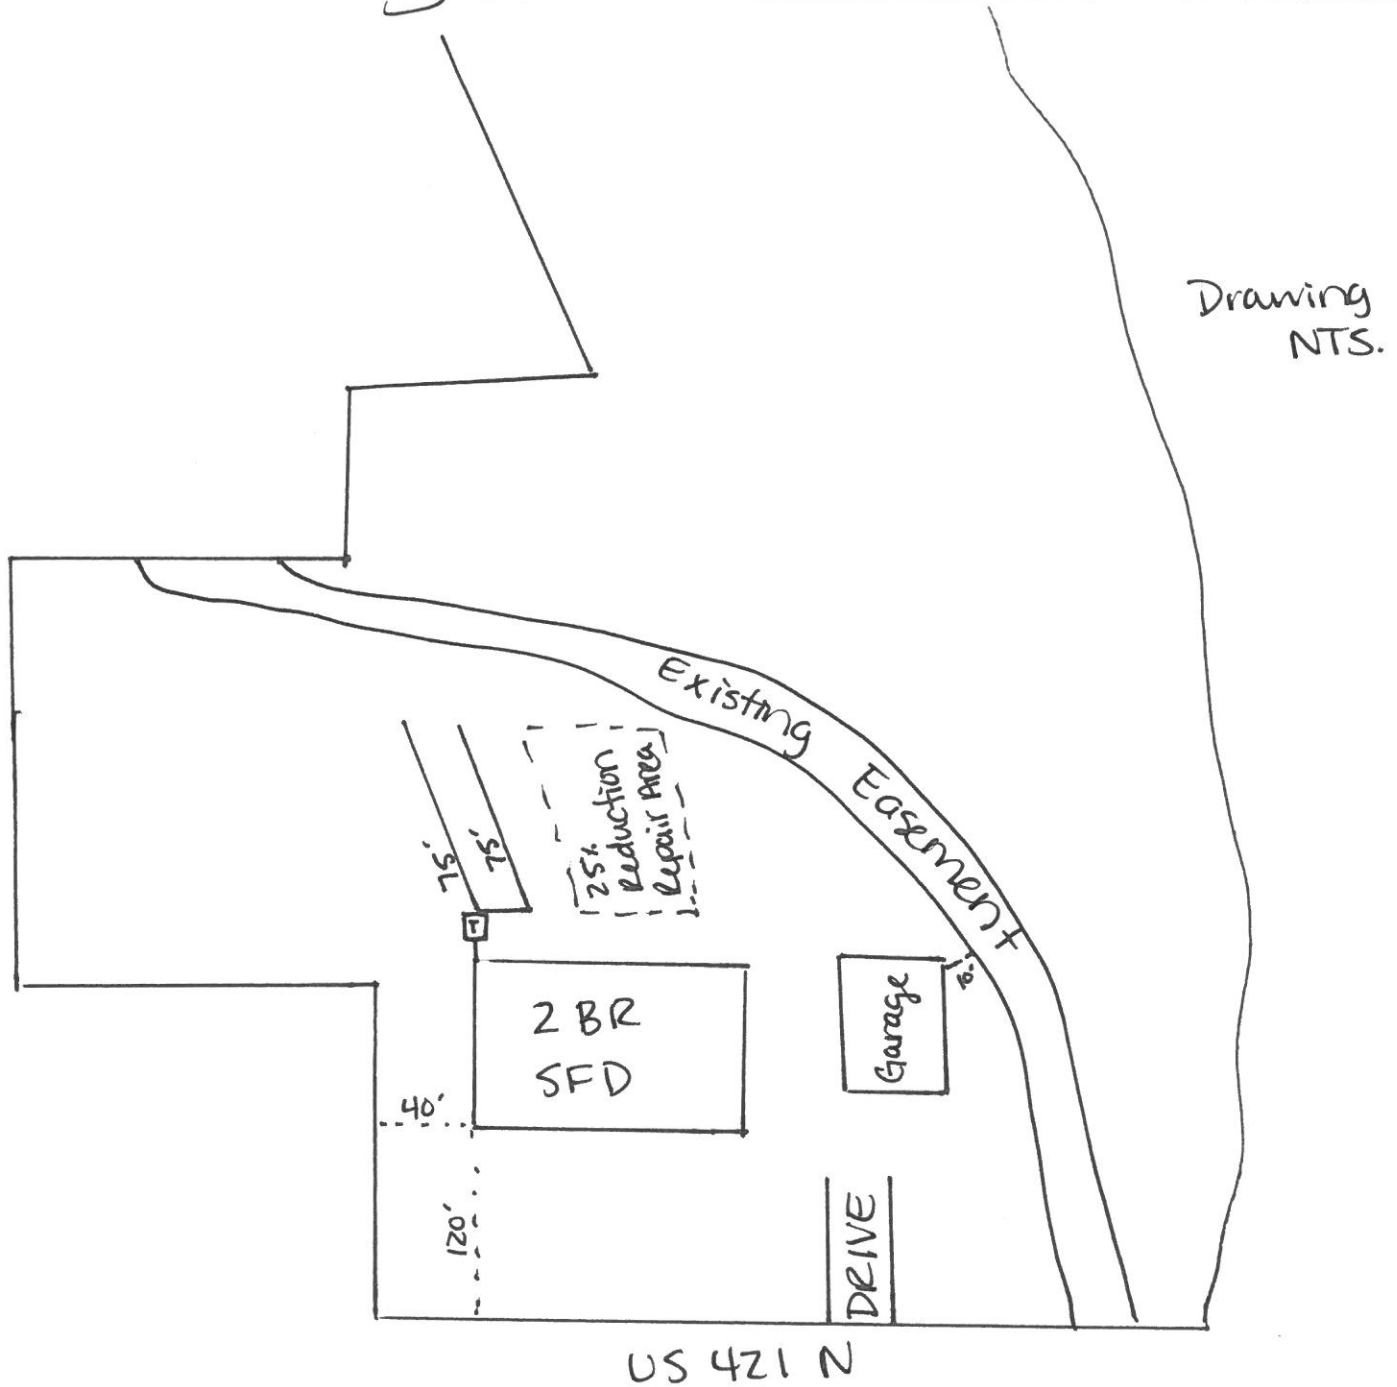 Drawing
NTS.
Existing Easement
75'
75'
25%
Reduction
Repair Area
T
2 BR
SFD
Garage
40'
120'
DRIVE
US 421 N